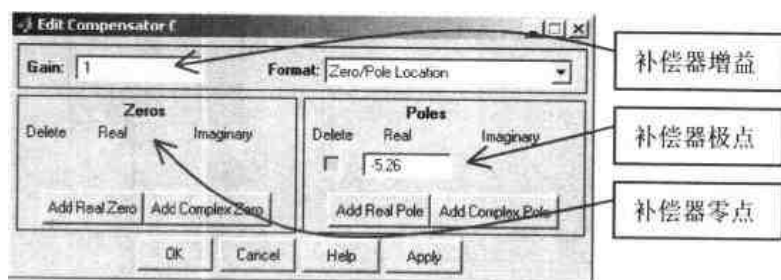 Edit Compensator C
Gain: 1 Format: Zero/Pole Location
补偿器增益
Zeros Poles
Delete Real Imaginary Delete Real Imaginary
-5.26
补偿器极点
Add Real Zero Add Complex Zero Add Real Pole Add Complex Pole
补偿器零点
OK Cancel Help Apply